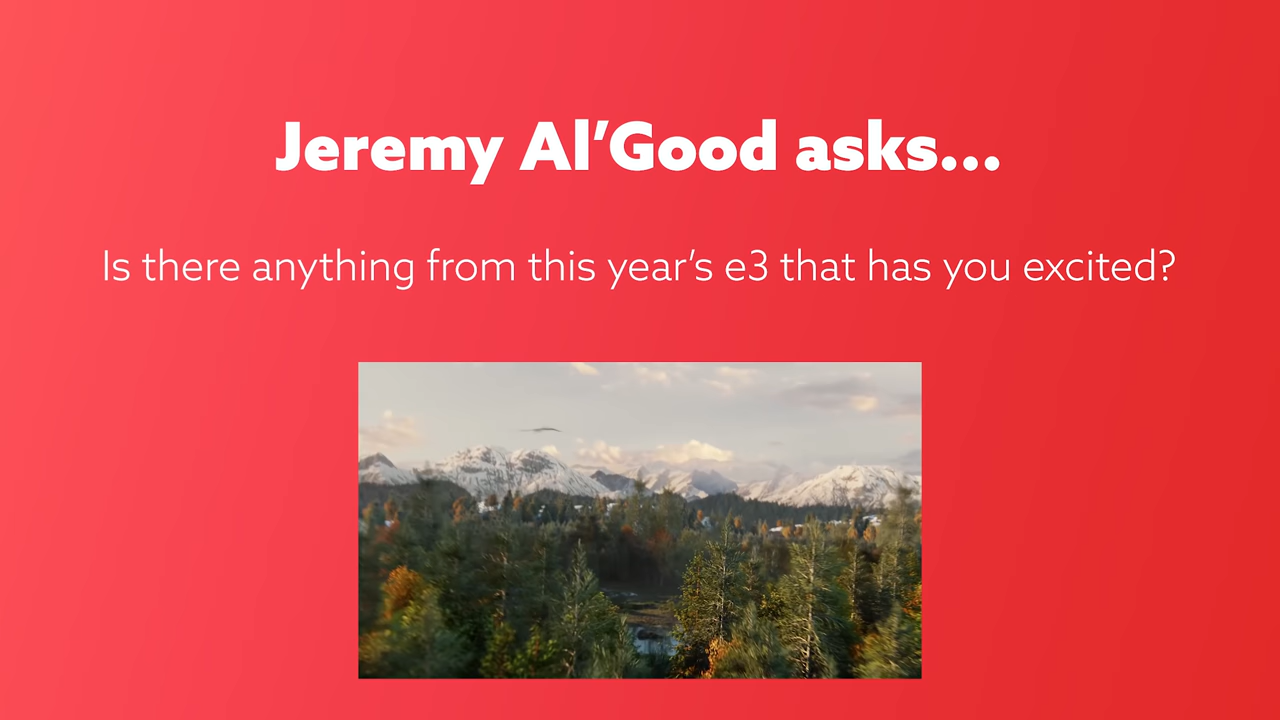 Jeremy Al’Good asks...
Is there anything from this year’s e3 that has you excited?